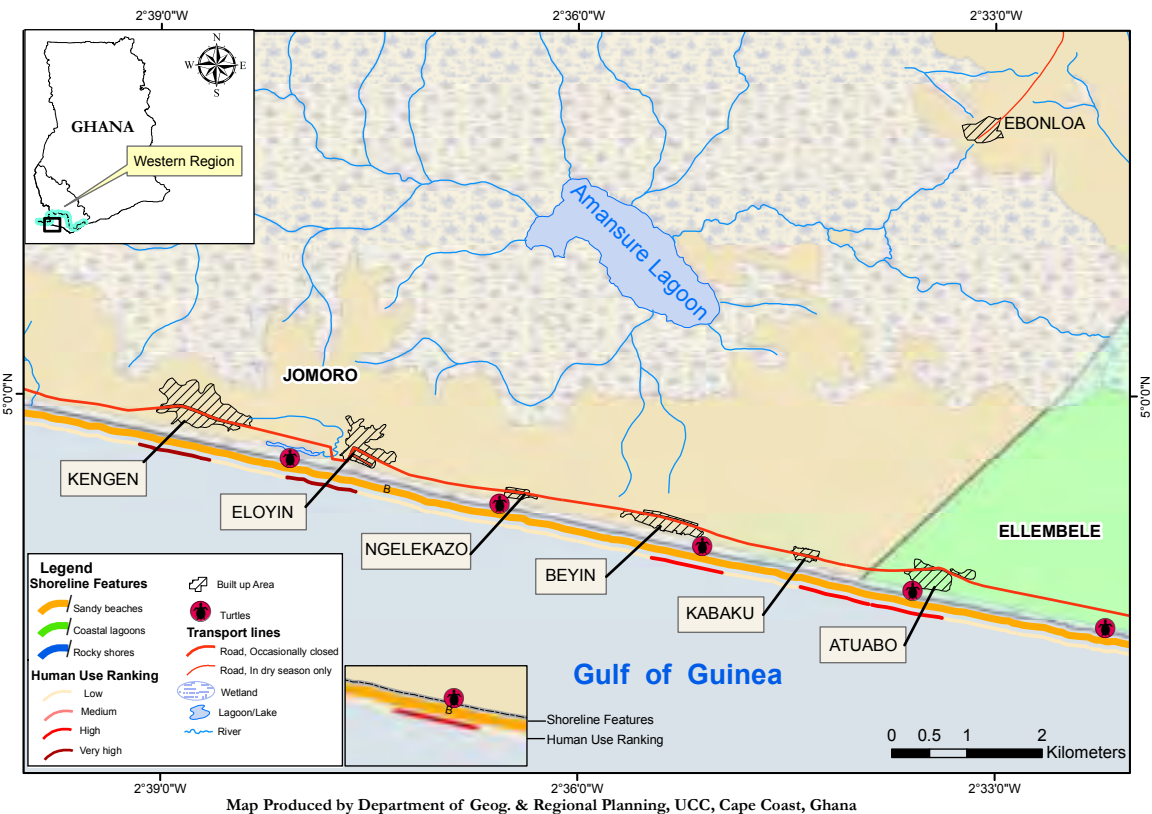 2°39'0"W
2°36'0"W
2°33'0"W
N
W
E
S
GHANA
Western Region
EBONLOA
Amansure Lagoon
JOMORO
5°0'0"N
5°0'0"N
KENGEN
ELOYIN
B
NGELEKAZO
BEYIN
KABAKU
ATUABO
ELLEMBELE
Gulf of Guinea
Legend
Shoreline Features
Sandy beaches
Coastal lagoons
Rocky shores
Human Use Ranking
Low
Medium
High
Very high
Built up Area
Turtles
Transport lines
Road, Occasionally closed
Road, In dry season only
Wetland
Lagoon/Lake
River
B
Shoreline Features
Human Use Ranking
0 0.5 1 2
Kilometers
2°39'0"W
2°36'0"W
2°33'0"W
Map Produced by Department of Geog. & Regional Planning, UCC, Cape Coast, Ghana